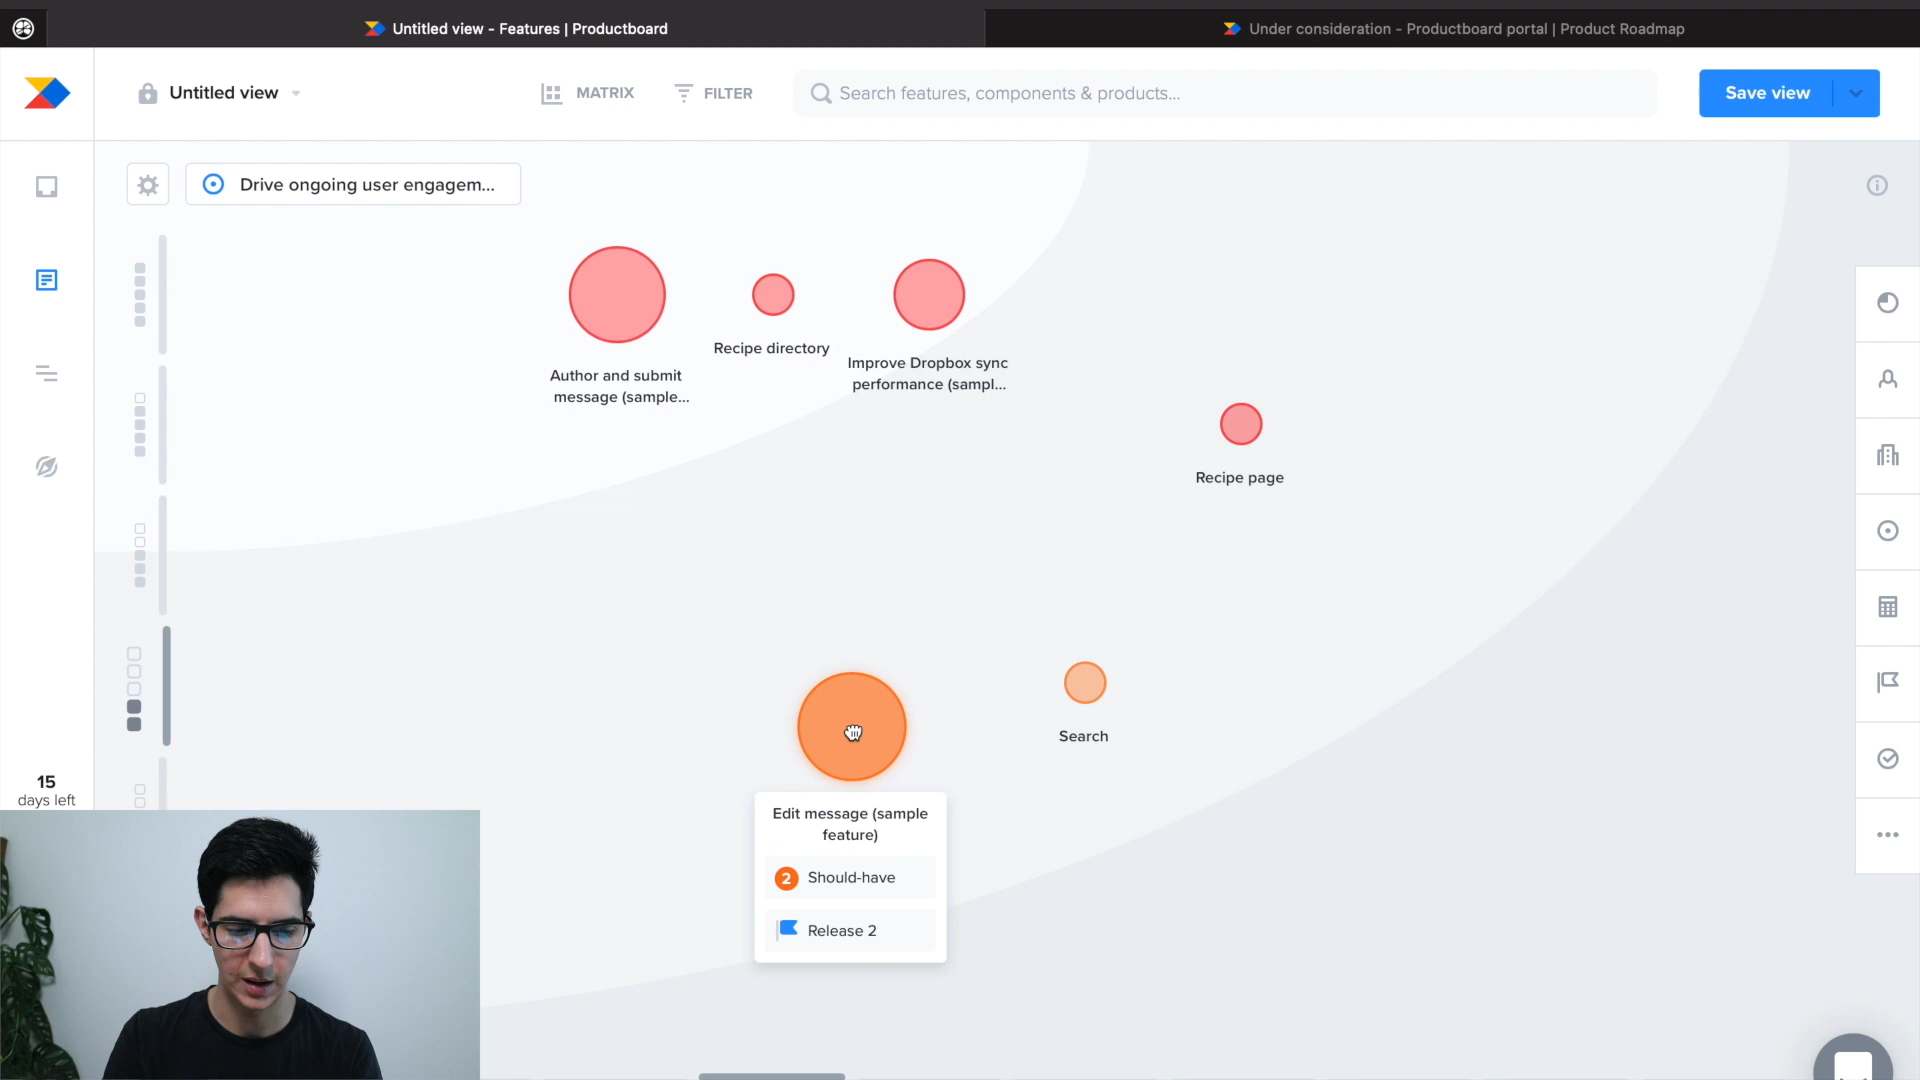 Untitled view - Features | Productboard
Under consideration - Productboard portal | Product Roadmap
Untitled view
MATRIX
FILTER
Search features, components & products...
Save view
Drive ongoing user engagem...
Author and submit
message (sample...
Recipe directory
Improve Dropbox sync
performance (sampl...
Recipe page
Search
Edit message (sample
feature)
2 Should-have
Release 2
15
days left